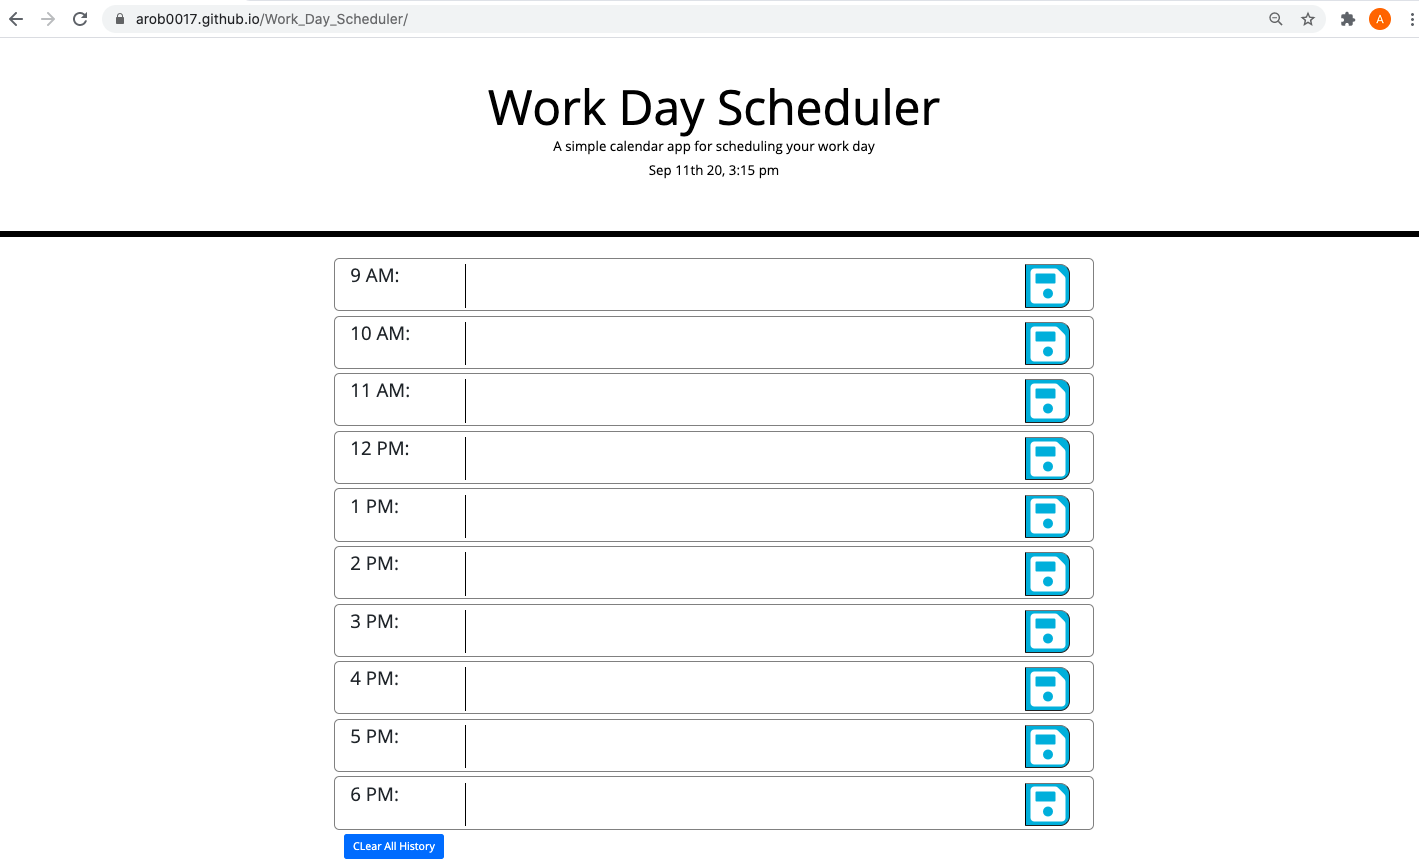 arob0017.github.io/Work_Day_Scheduler/
A
Work Day Scheduler
A simple calendar app for scheduling your work day
Sep 11th 20, 3:15 pm
9 AM:
10 AM:
11 AM:
12 PM:
1 PM:
2 PM:
3 PM:
4 PM:
5 PM:
6 PM:
CLear All History